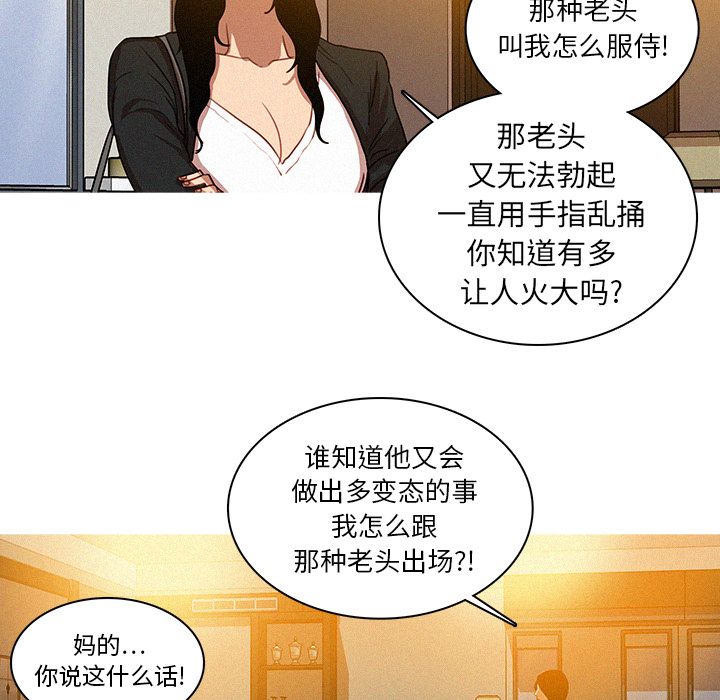 那种老头
叫我怎么服侍!
那老头
又无法勃起
一直用手指乱捅
你知道有多
让人火大吗?
谁知道他又会
做出多变态的事
我怎么跟
那种老头出场?!
妈的...
你说这什么话!